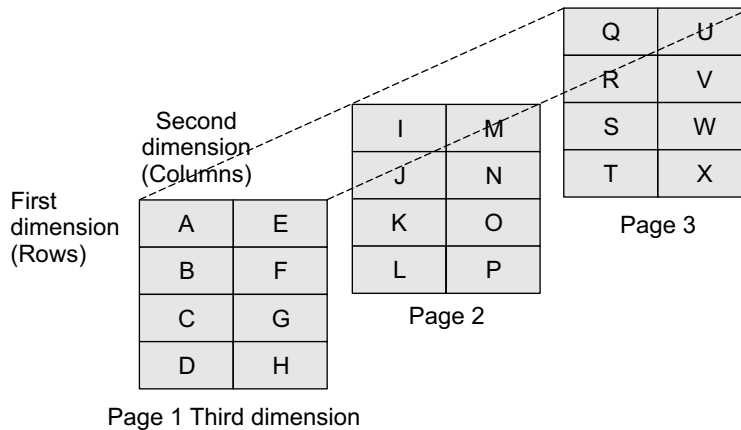 Q U
R V
S W
T X
Page 3
Second
dimension
(Columns)
I M
J N
K O
L P
Page 2
First
dimension
(Rows)
A E
B F
C G
D H
Page 1 Third dimension